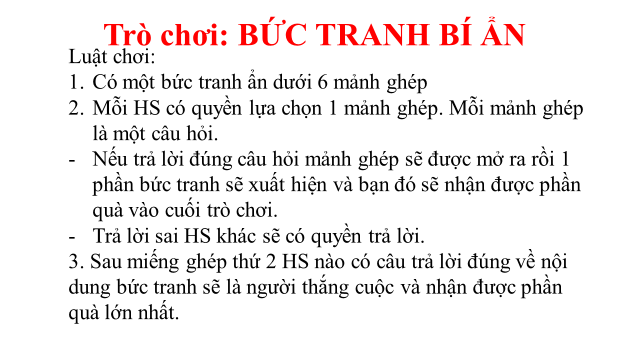 Trò chơi: BỨC TRANH BÍ ẨN
Luật chơi:
1. Có một bức tranh ẩn dưới 6 mảnh ghép
2. Mỗi HS có quyền lựa chọn 1 mảnh ghép. Mỗi mảnh ghép
là một câu hỏi.
- Nếu trả lời đúng câu hỏi mảnh ghép sẽ được mở ra rồi 1
phần bức tranh sẽ xuất hiện và bạn đó sẽ nhận được phần
quà vào cuối trò chơi.
- Trả lời sai HS khác sẽ có quyền trả lời.
3. Sau miếng ghép thứ 2 HS nào có câu trả lời đúng về nội
dung bức tranh sẽ là người thắng cuộc và nhận được phần
quà lớn nhất.